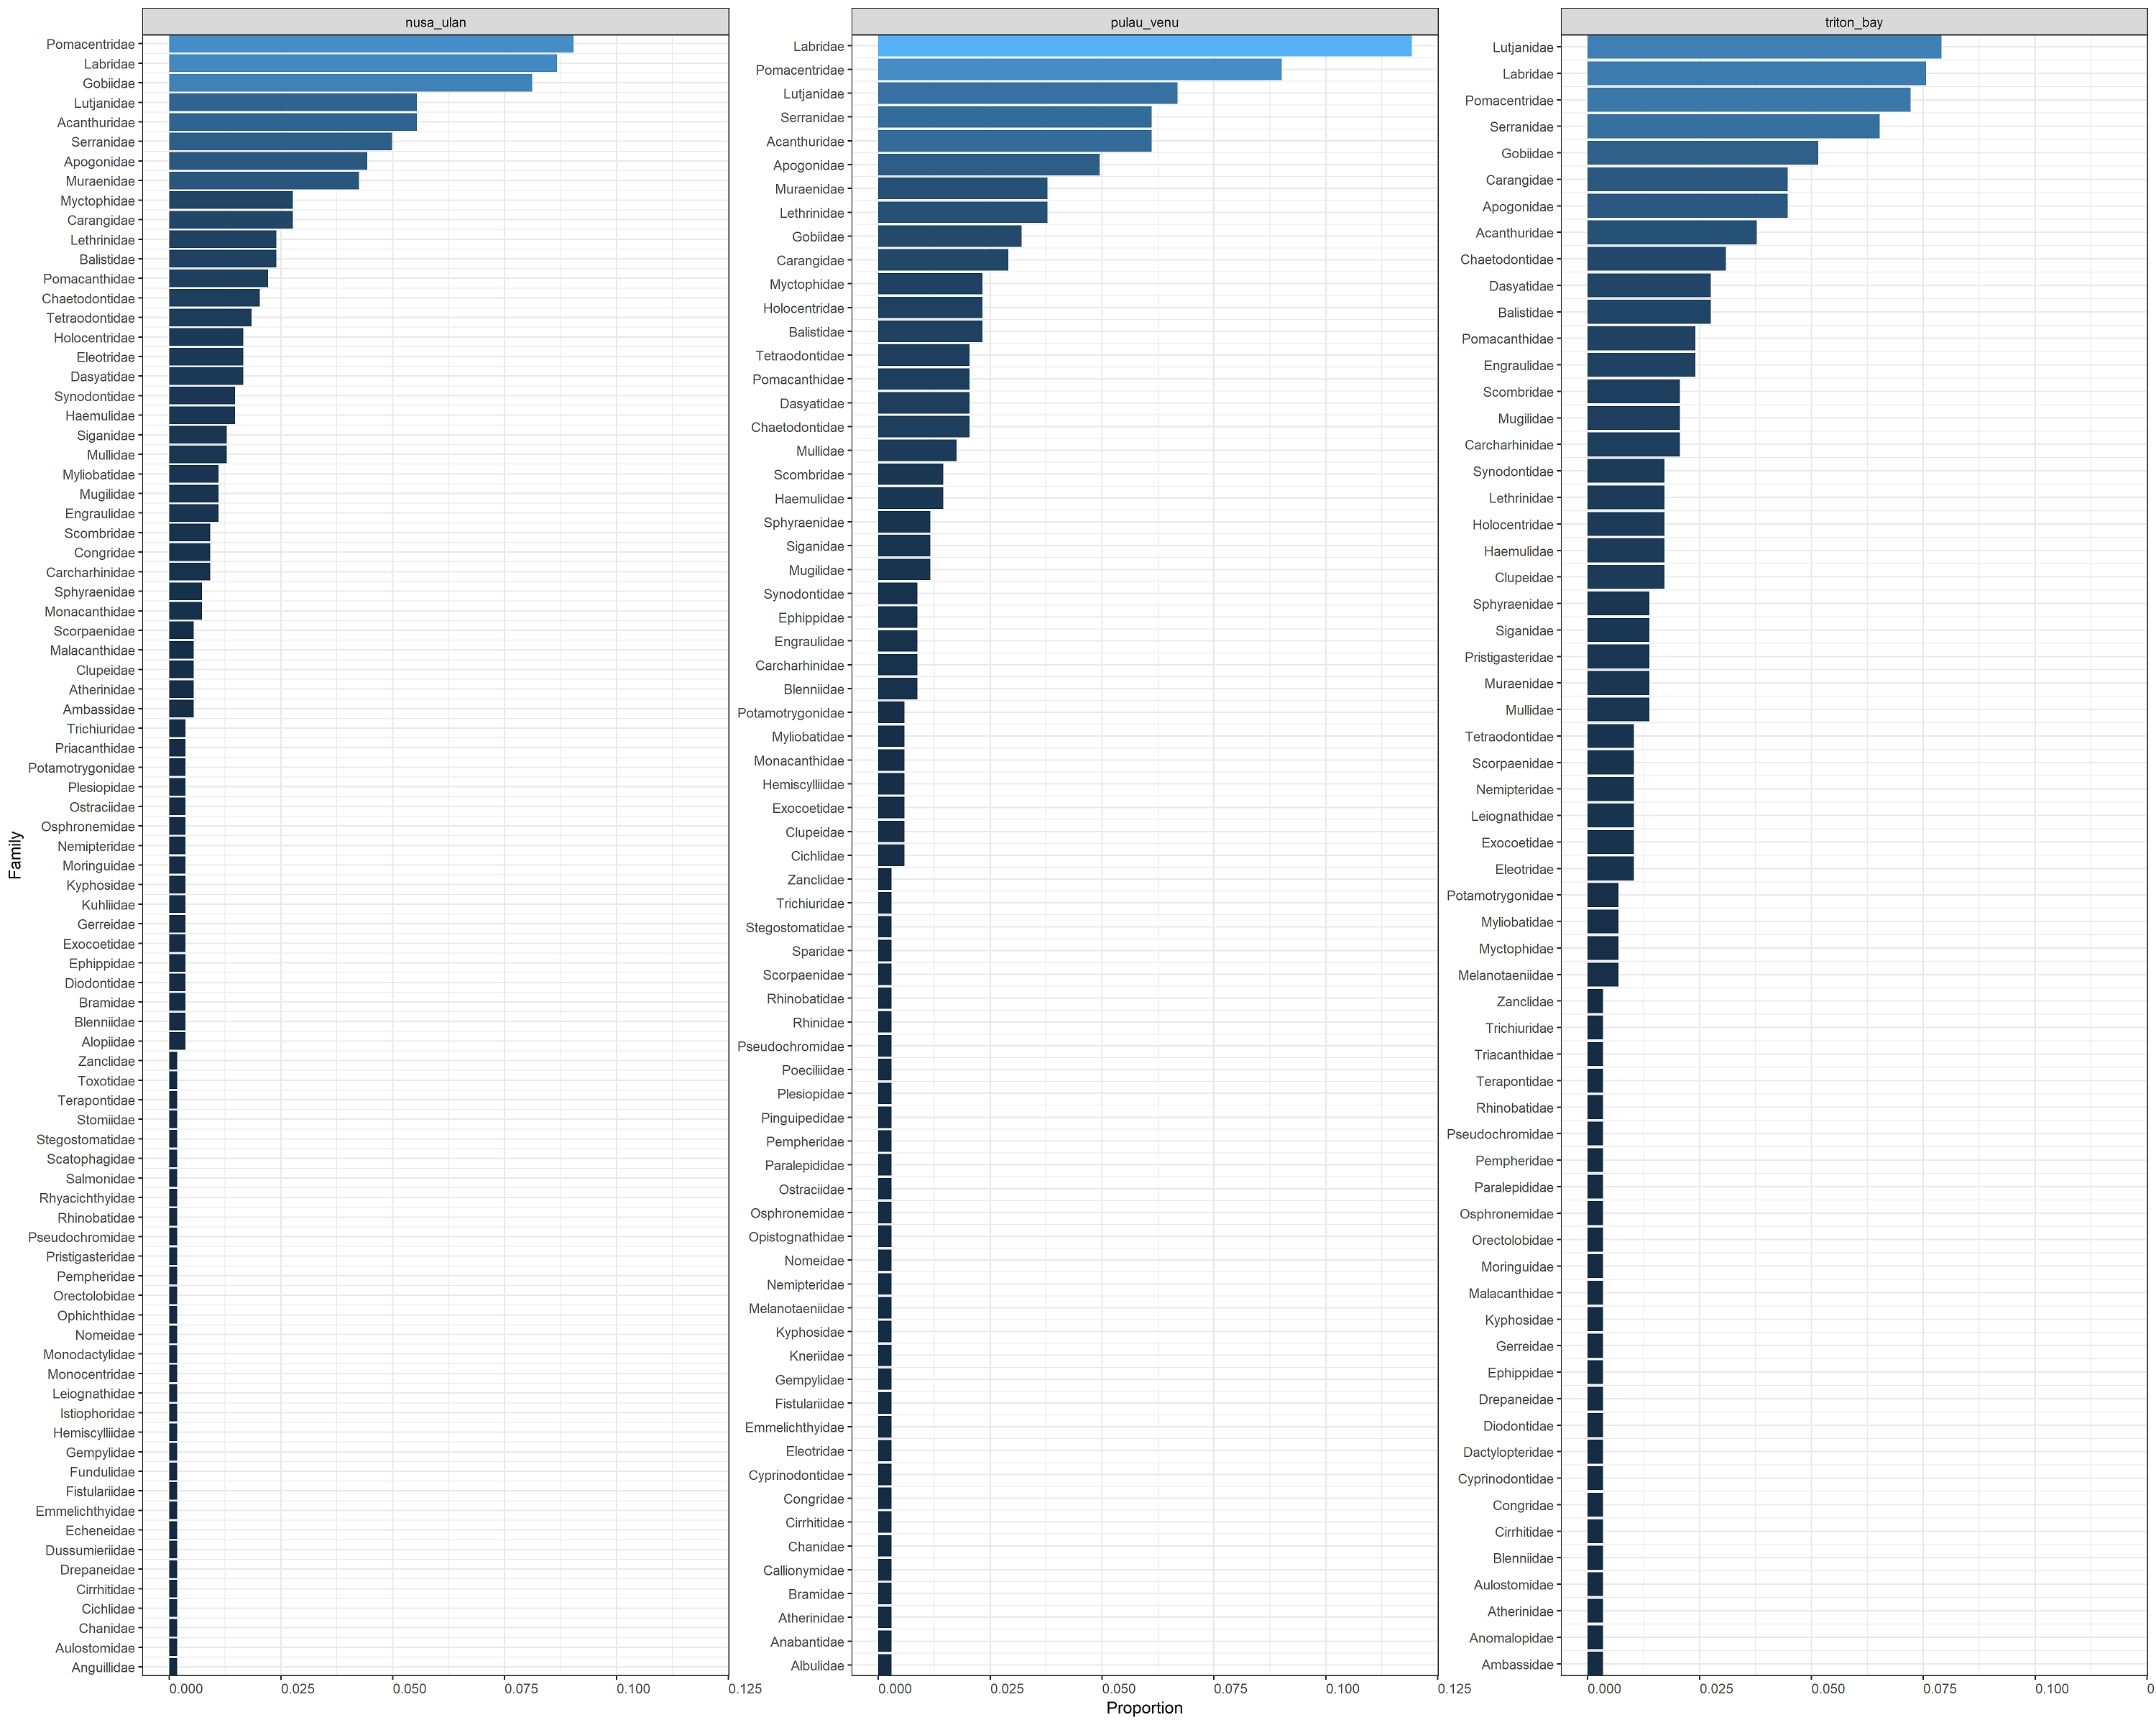 nusa_ulan
Pomacentridae
Labridae
Gobiidae
Lutjanidae
Acanthuridae
Serranidae
Apogonidae
Muraenidae
Myctophidae
Carangidae
Lethrinidae
Balistidae
Pomacanthidae
Chaetodontidae
Tetraodontidae
Holocentridae
Eleotridae
Dasyatidae
Synodontidae
Haemulidae
Siganidae
Mullidae
Myliobatidae
Mugilidae
Engraulidae
Scombridae
Congridae
Carcharhinidae
Sphyraenidae
Monacanthidae
Scorpaenidae
Malacanthidae
Clupeidae
Atherinidae
Ambassidae
Trichiuridae
Priacanthidae
Potamotrygonidae
Plesiopidae
Ostraciidae
Osphronemidae
Nemipteridae
Moringuidae
Kyphosidae
Kuhliidae
Gerreidae
Exocoetidae
Ephippidae
Diodontidae
Bramidae
Blenniidae
Alopiidae
Zanclidae
Toxotidae
Terapontidae
Stomiidae
Stegostomatidae
Scatophagidae
Salmonidae
Rhyacichthyidae
Rhinobatidae
Pseudochromidae
Pristigasteridae
Pempheridae
Orectolobidae
Ophichthidae
Nomeidae
Monodactylidae
Monocentridae
Leiognathidae
Istiophoridae
Hemiscylliidae
Gempylidae
Fundulidae
Fistulariidae
Emmelichthyidae
Echeneidae
Dussumieriidae
Drepaneidae
Cirrhitidae
Cichlidae
Chanidae
Aulostomidae
Anguillidae
0.000 0.025 0.050 0.075 0.100 0.125
pulau_venu
Labridae
Pomacentridae
Lutjanidae
Serranidae
Acanthuridae
Apogonidae
Muraenidae
Lethrinidae
Gobiidae
Carangidae
Myctophidae
Holocentridae
Balistidae
Tetraodontidae
Pomacanthidae
Dasyatidae
Chaetodontidae
Mullidae
Scombridae
Haemulidae
Sphyraenidae
Siganidae
Mugilidae
Synodontidae
Ephippidae
Engraulidae
Carcharhinidae
Blenniidae
Potamotrygonidae
Myliobatidae
Monacanthidae
Hemiscylliidae
Exocoetidae
Clupeidae
Cichlidae
Zanclidae
Trichiuridae
Stegostomatidae
Sparidae
Scorpaenidae
Rhinobatidae
Rhinidae
Pseudochromidae
Poeciliidae
Plesiopidae
Pinguipedidae
Pempheridae
Paralepididae
Ostraciidae
Osphronemidae
Opistognathidae
Nomeidae
Nemipteridae
Melanotaeniidae
Kyphosidae
Kneriidae
Gempylidae
Fistulariidae
Emmelichthyidae
Eleotridae
Cyprinodontidae
Congridae
Cirrhitidae
Chanidae
Callionymidae
Bramidae
Atherinidae
Anabantidae
Albulidae
0.000 0.025 0.050 0.075 0.100 0.125
triton_bay
Lutjanidae
Labridae
Pomacentridae
Serranidae
Gobiidae
Carangidae
Apogonidae
Acanthuridae
Chaetodontidae
Dasyatidae
Balistidae
Pomacanthidae
Engraulidae
Scombridae
Mugilidae
Carcharhinidae
Synodontidae
Lethrinidae
Holocentridae
Haemulidae
Clupeidae
Sphyraenidae
Siganidae
Pristigasteridae
Muraenidae
Mullidae
Tetraodontidae
Scorpaenidae
Nemipteridae
Leiognathidae
Exocoetidae
Eleotridae
Potamotrygonidae
Myliobatidae
Myctophidae
Melanotaeniidae
Zanclidae
Trichiuridae
Triacanthidae
Terapontidae
Rhinobatidae
Pseudochromidae
Pempheridae
Paralepididae
Osphronemidae
Orectolobidae
Moringuidae
Malacanthidae
Kyphosidae
Gerreidae
Ephippidae
Drepaneidae
Diodontidae
Dactylopteridae
Cyprinodontidae
Congridae
Cirrhitidae
Blenniidae
Aulostomidae
Atherinidae
Anomalopidae
Ambassidae
0.000 0.025 0.050 0.075 0.100
Family
Proportion